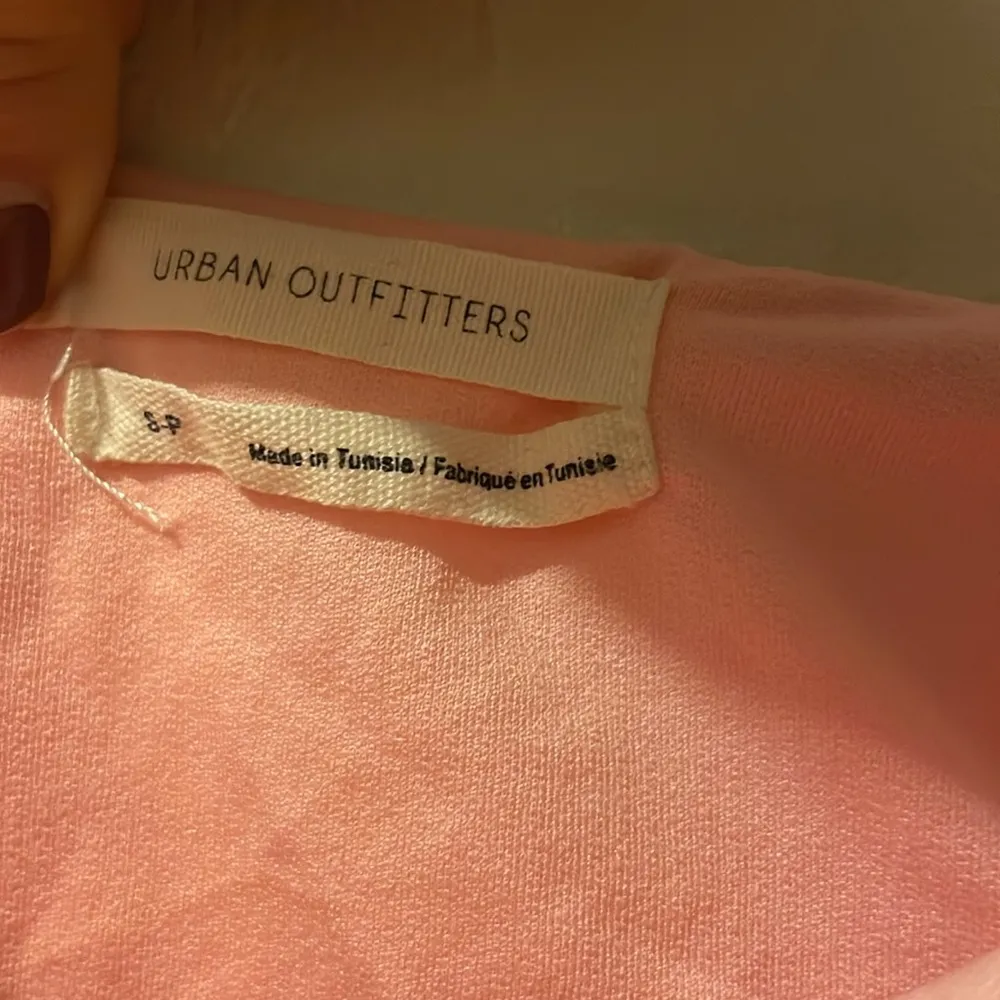 URBAN OUTFITTERS
S-P
Made in Tunisia / Fabriqué en Tunisie